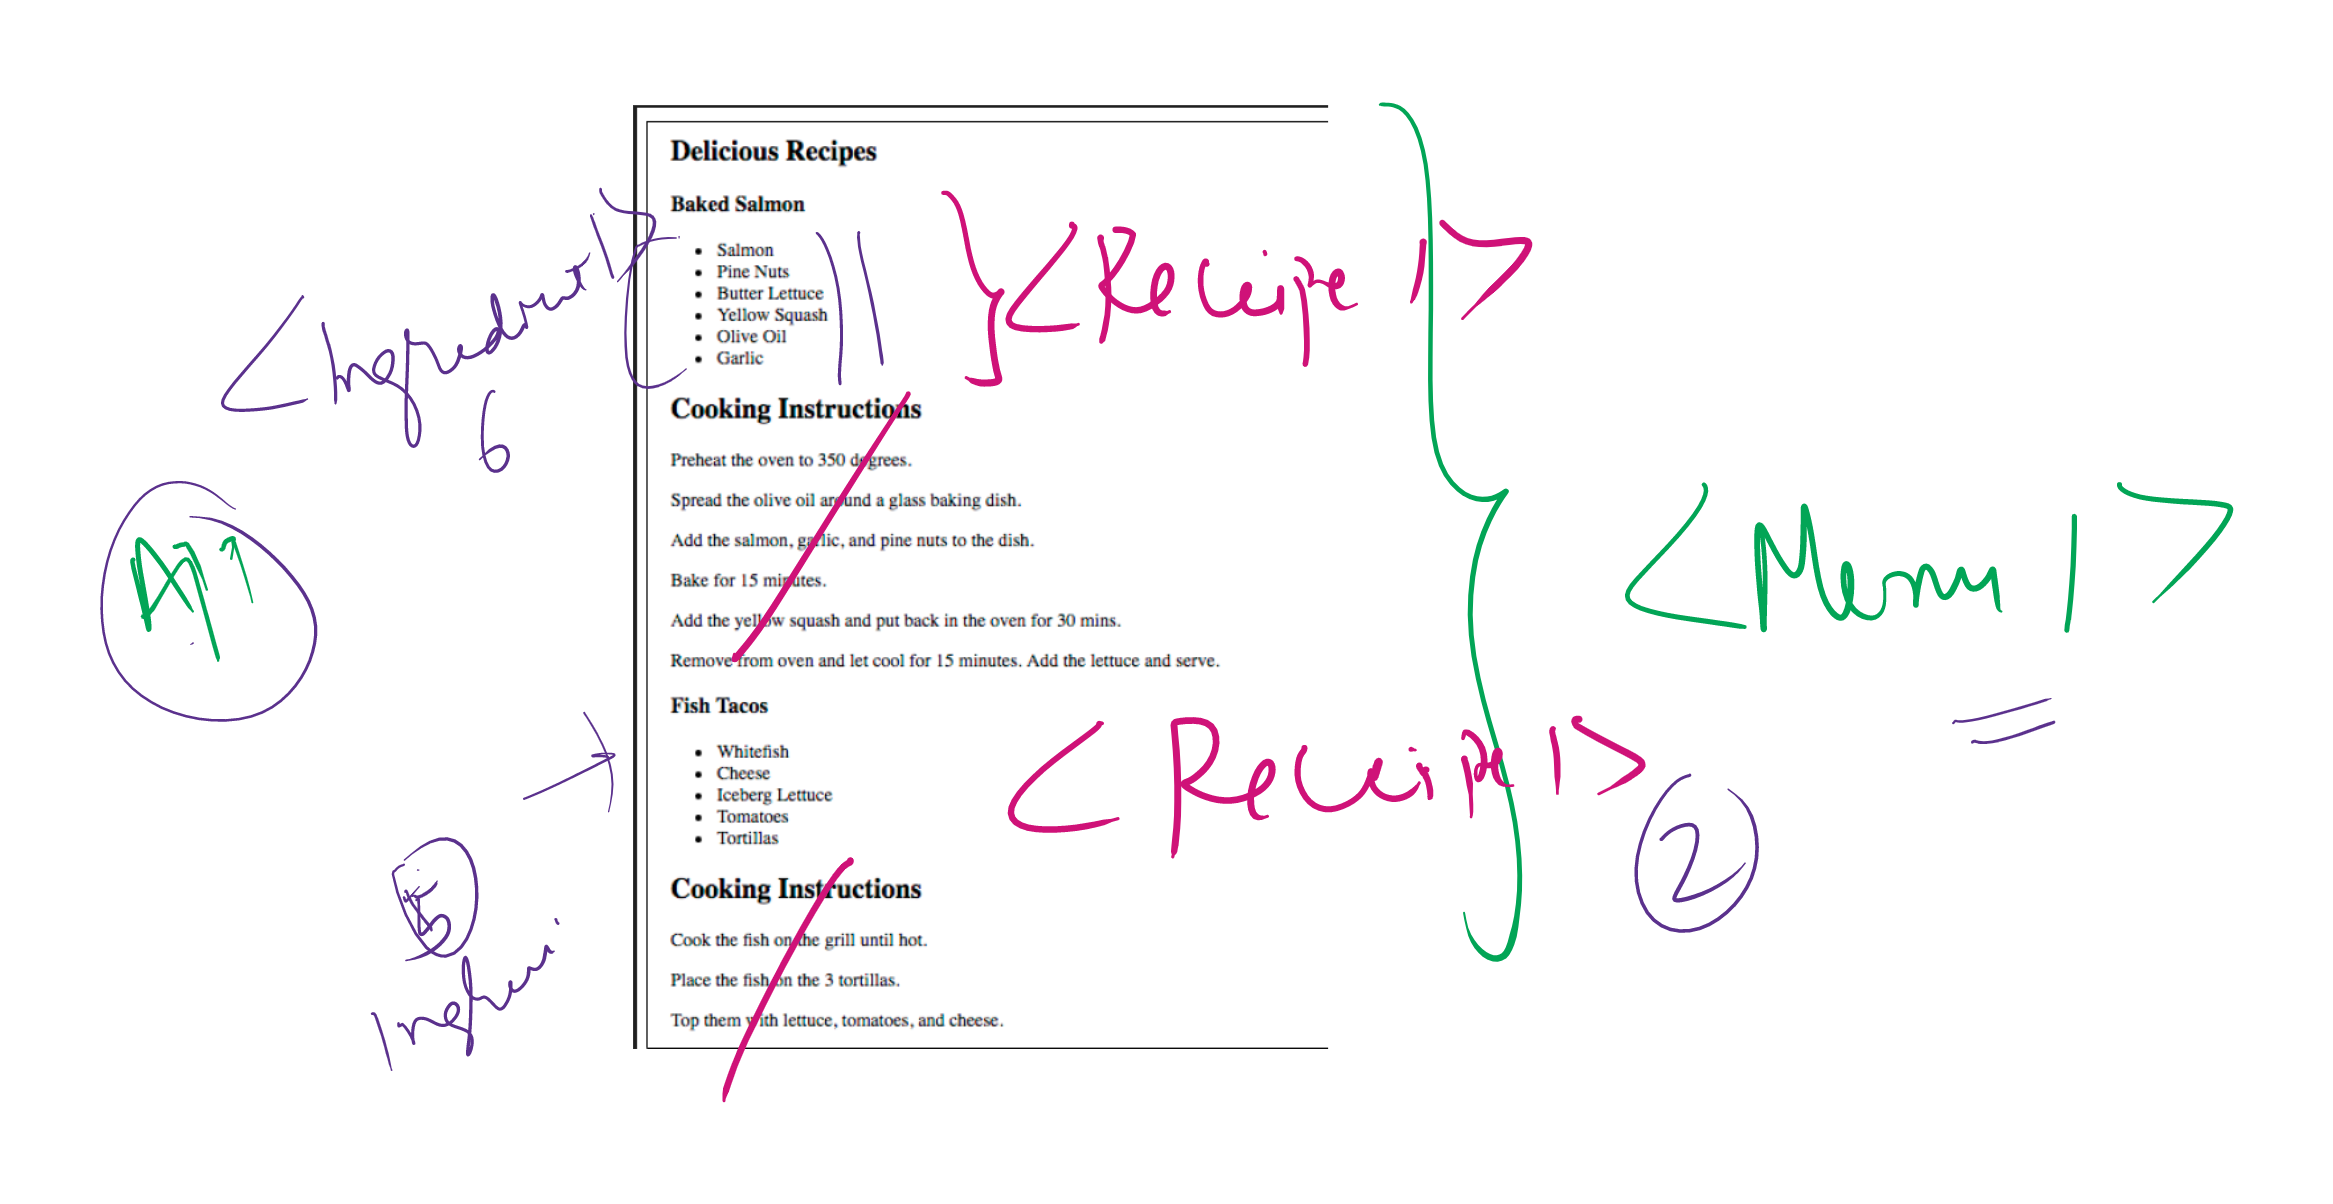 Delicious Recipes
Baked Salmon
Salmon
Pine Nuts
Butter Lettuce
Yellow Squash
Olive Oil
Garlic
<Receipe />
<Ingredient />
6
Cooking Instructions
Preheat the oven to 350 degrees.
Spread the olive oil around a glass baking dish.
Add the salmon, garlic, and pine nuts to the dish.
Bake for 15 minutes.
Add the yellow squash and put back in the oven for 30 mins.
Remove from oven and let cool for 15 minutes. Add the lettuce and serve.
<Menu />
Fish Tacos
Whitefish
Cheese
Iceberg Lettuce
Tomatoes
Tortillas
<Receipe />
2
5
Cooking Instructions
Cook the fish on the grill until hot.
Place the fish on the 3 tortillas.
Top them with lettuce, tomatoes, and cheese.